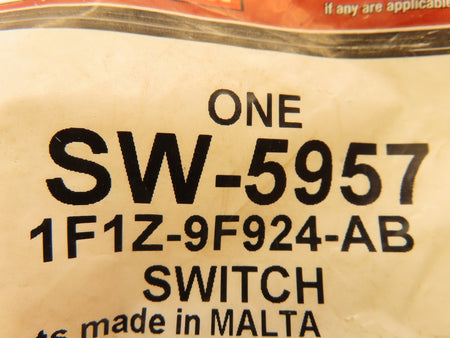 if any are applicable
ONE
SW-5957
1F1Z-9F924-AB
SWITCH
made in MALTA